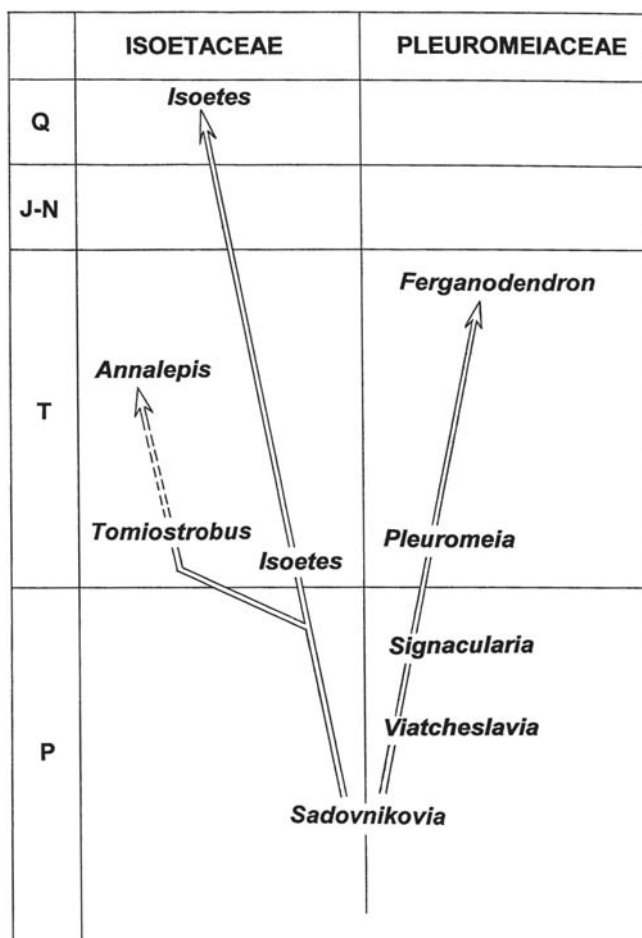 ISOETACEAE PLEUROMEIACEAE
Q
Isoetes
J-N
T
Ferganodendron
Annalepis
Tomiostrobus
Pleuromeia
Isoetes
P
Signacularia
Viatcheslavia
Sadovnikovia